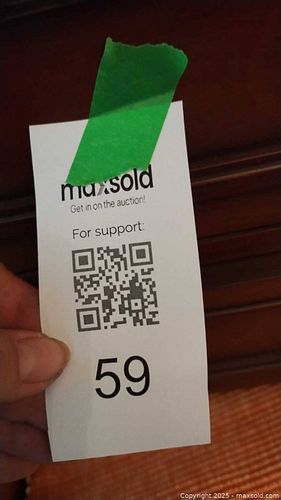 maxsold
Get in on the auction!
For support:
59
Copyright 2025 - maxsold.com